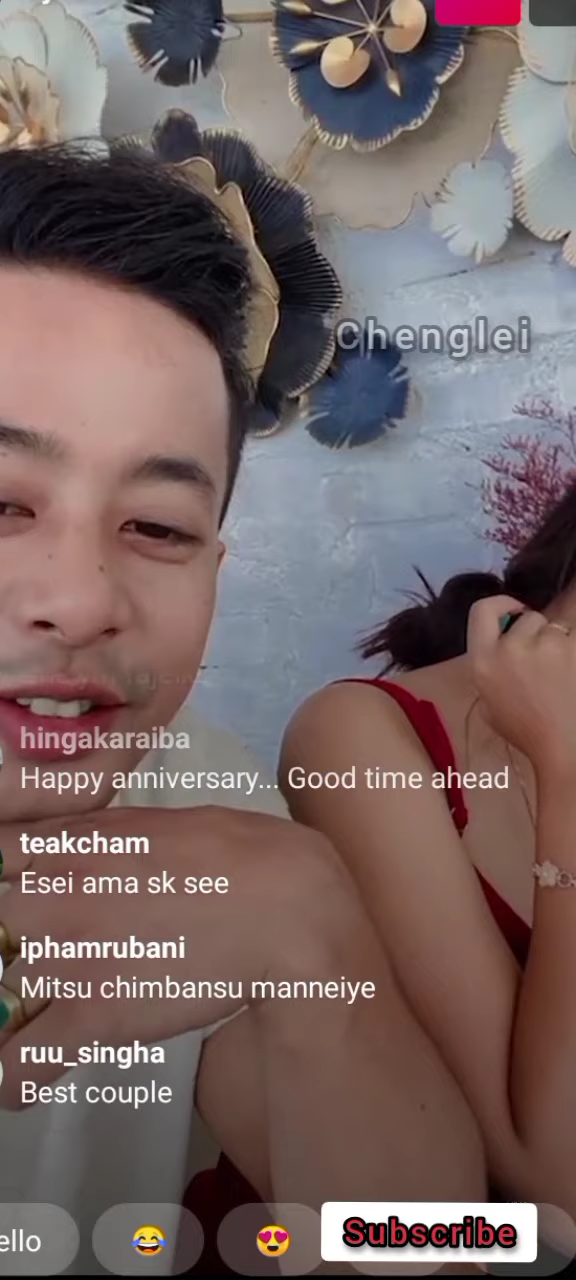 Chenglei
hingakaraiba
Happy anniversary... Good time ahead
teakcham
Esei ama sk see
iphamrubani
Mitsu chimbansu manneiye
ruu_singha
Best couple
ello
Subscribe